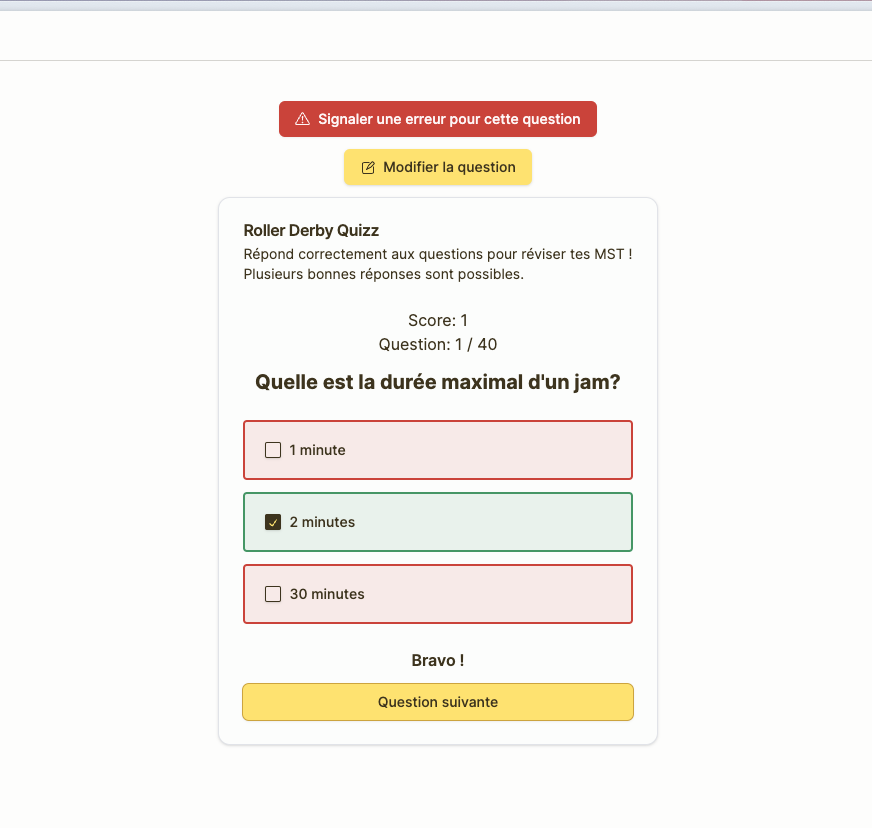 Signaler une erreur pour cette question
Modifier la question
Roller Derby Quizz
Répond correctement aux questions pour réviser tes MST !
Plusieurs bonnes réponses sont possibles.
Score: 1
Question: 1 / 40
Quelle est la durée maximal d'un jam?
1 minute
2 minutes
30 minutes
Bravo !
Question suivante